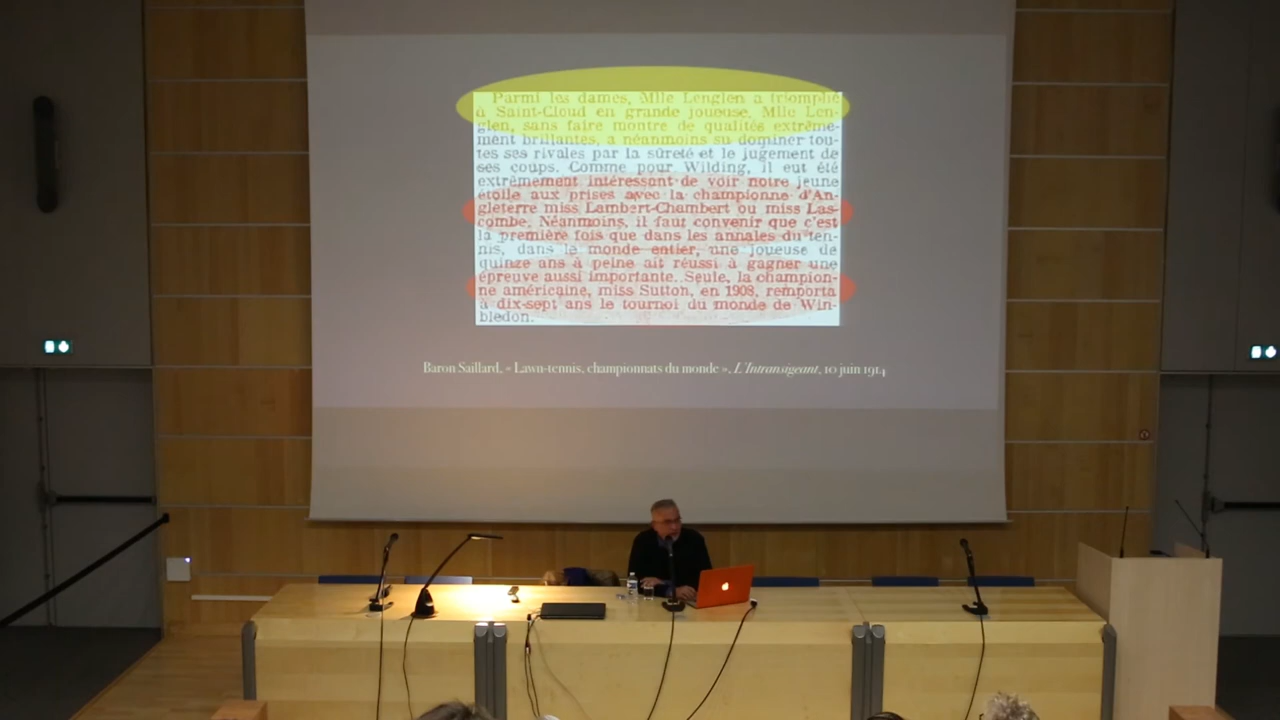 Parmi les dames, Mlle Lenglen a triomphé
à Saint-Cloud en grande joueuse. Mlle Len-
glen, sans faire montre de qualités extrême-
ment brillantes, a néanmoins su dominer tou-
tes ses rivales par la sûreté et le jugement de
ses coups. Comme pour Wilding, il eut été
extrêmement intéressant de voir notre jeune
étoile aux prises avec la championne d'An-
gleterre miss Lambert-Chambert ou miss Las-
combe. Néanmoins, il faut convenir que c'est
la première fois que dans les annales du ten-
nis, dans le monde entier, une joueuse de
quinze ans à peine ait réussi à gagner une
épreuve aussi importante. Seule, la champion-
ne américaine, miss Sutton, en 1908, remporta
à dix-sept ans le tournoi du monde de Win-
bledon.
Baron Saillard, « Lawn-tennis, championnats du monde », L'Intransigeant, 10 juin 1914